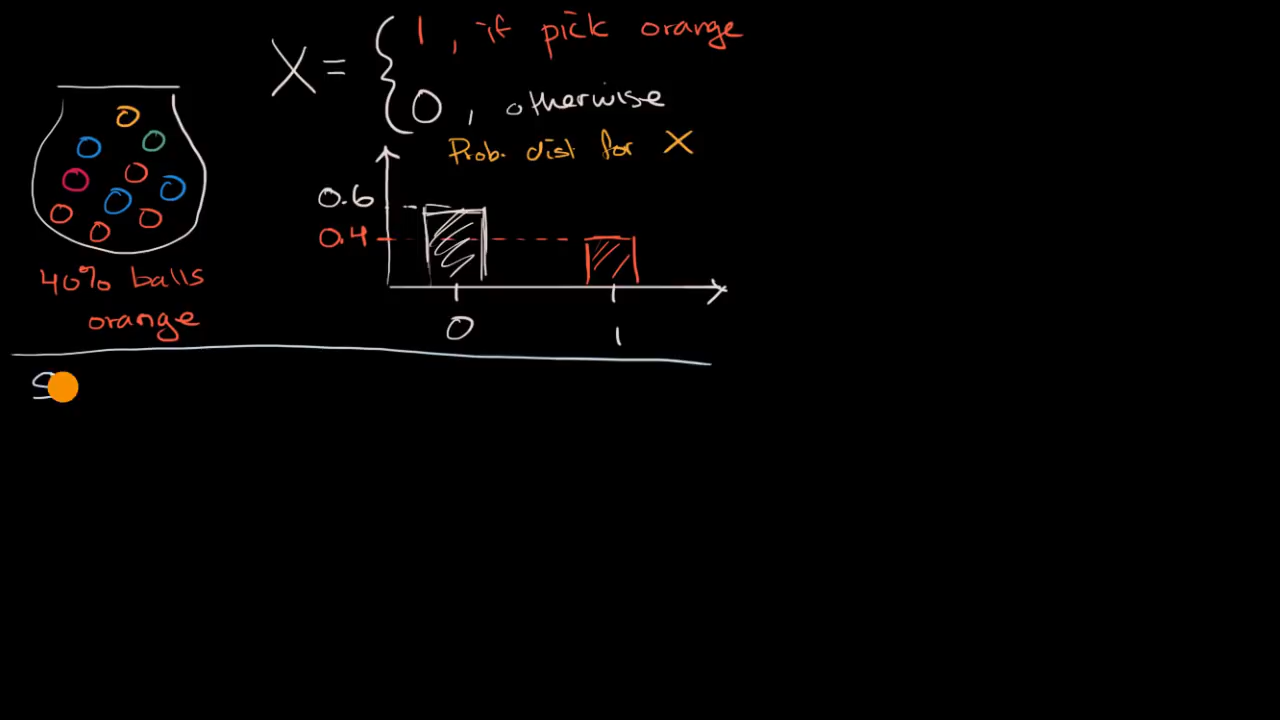 X = { 1, if pick orange
0, otherwise
Prob. dist for X
0.6
0.4
0 1
40% balls
orange
S